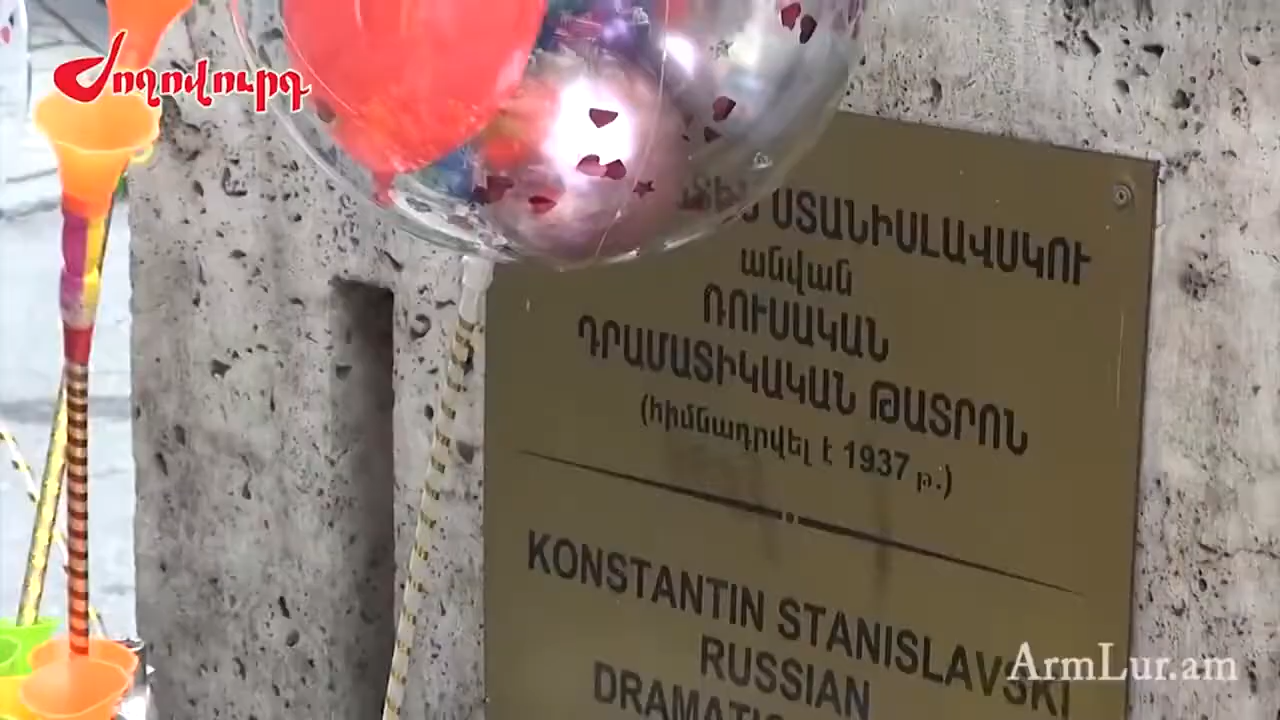 Ժողովուրդ
ՍՏԱՆԻՍԼԱՎՍԿՈՒ
անվան
ՌՈՒՍԱԿԱՆ
ԴՐԱՄԱՏԻԿԱԿԱՆ ԹԱՏՐՈՆ
(հիմնադրվել է 1937 թ.)
KONSTANTIN STANISLAVSKI
RUSSIAN
ArmLur.am